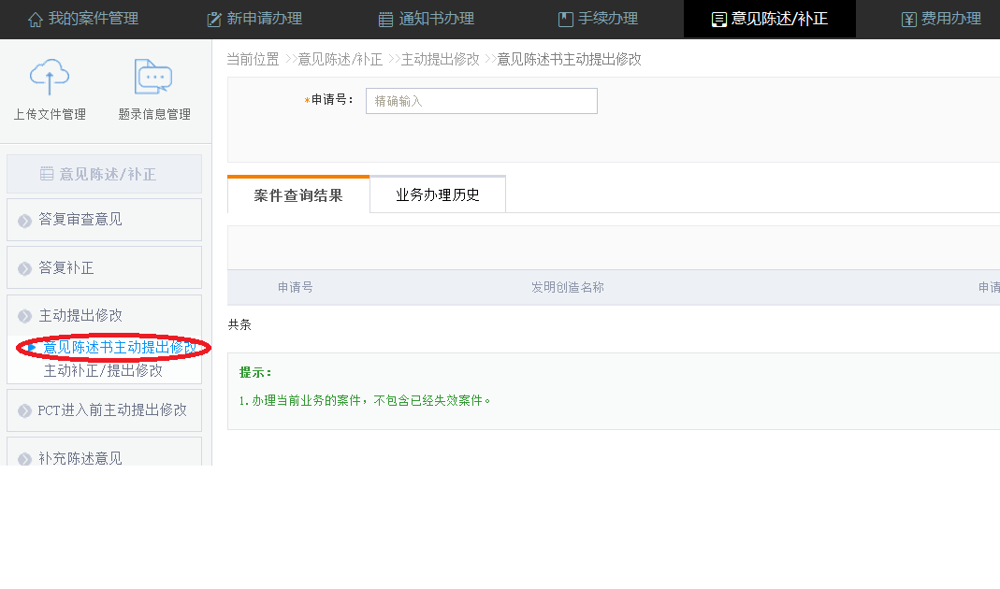 我的案件管理 新申请办理 通知书办理 手续办理 意见陈述/补正 费用办理
上传文件管理 题录信息管理
意见陈述/补正
答复审查意见
答复补正
主动提出修改
意见陈述书主动提出修改
主动补正/提出修改
PCT进入前主动提出修改
补充陈述意见
当前位置 >>意见陈述/补正 >>主动提出修改 >>意见陈述书主动提出修改
*申请号： 精确输入
案件查询结果 业务办理历史
申请号 发明创造名称 申请
共条
提示：
1.办理当前业务的案件，不包含已经失效案件。